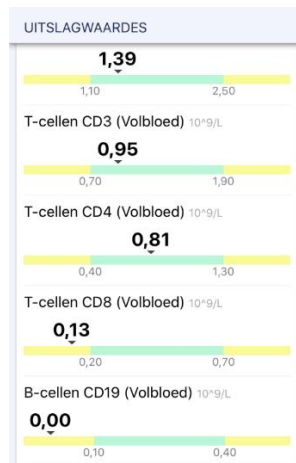 UITSLAGWAARDES
1,39
1,10 2,50
T-cellen CD3 (Volbloed) 10^9/L
0,95
0,70 1,90
T-cellen CD4 (Volbloed) 10^9/L
0,81
0,40 1,30
T-cellen CD8 (Volbloed) 10^9/L
0,13
0,20 0,70
B-cellen CD19 (Volbloed) 10^9/L
0,00
0,10 0,40